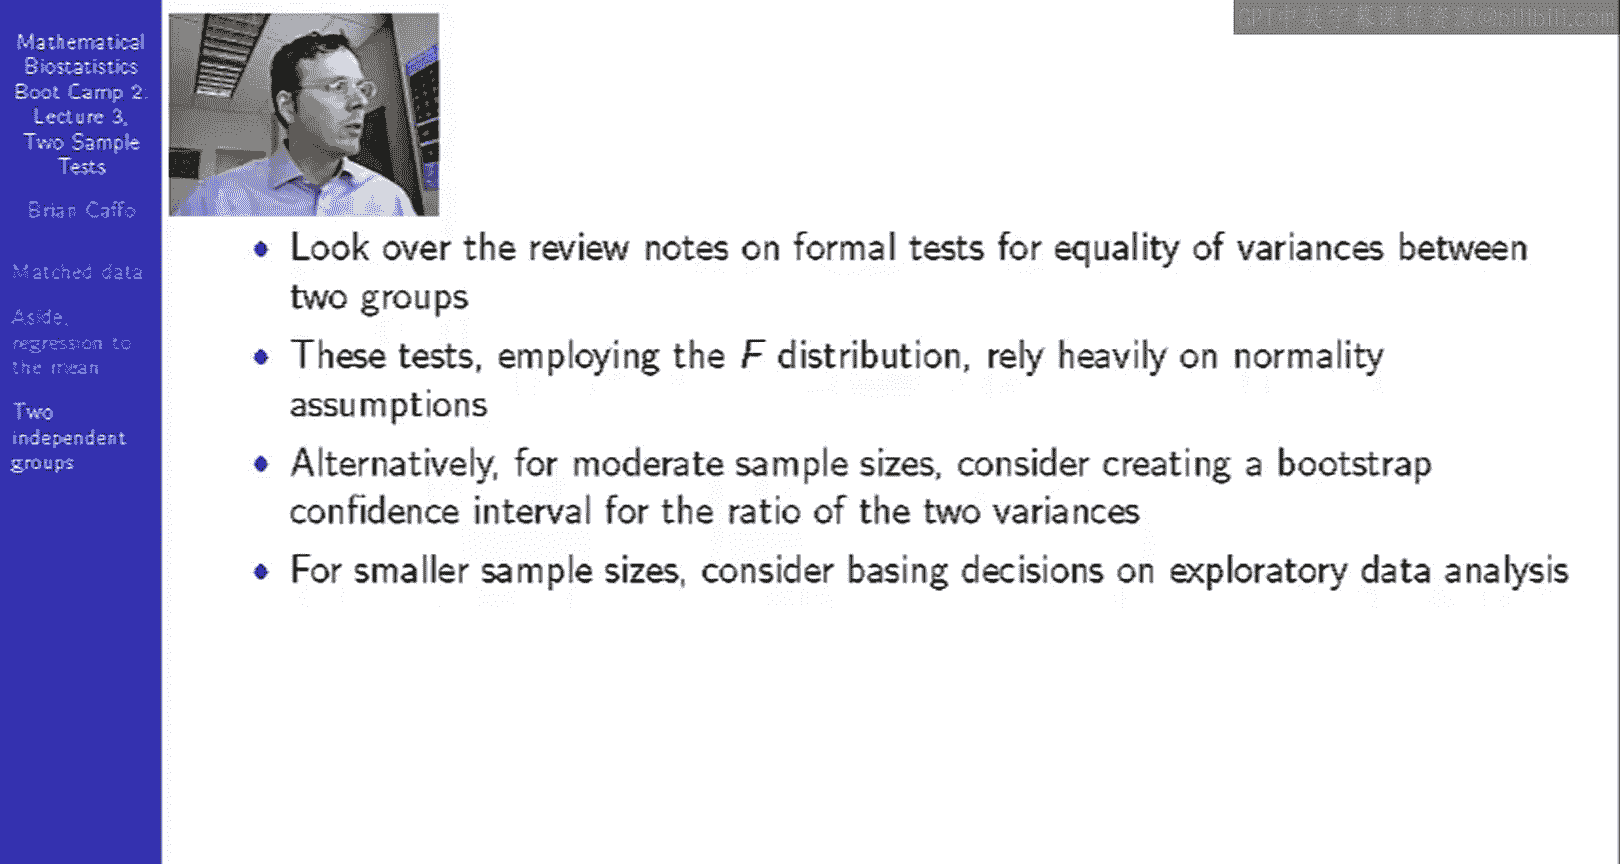 Mathematical
Biostatistics
Boot Camp 2:
Lecture 3,
Two Sample
Tests
Brian Caffo
Matched data
Aside,
regression to
the mean
Two
independent
groups
• Look over the review notes on formal tests for equality of variances between
two groups
• These tests, employing the F distribution, rely heavily on normality
assumptions
• Alternatively, for moderate sample sizes, consider creating a bootstrap
confidence interval for the ratio of the two variances
• For smaller sample sizes, consider basing decisions on exploratory data analysis